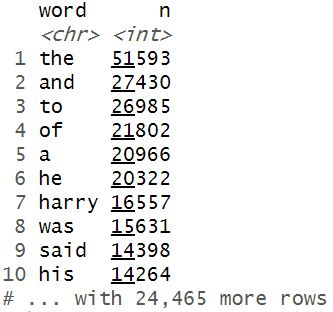 word n
<chr> <int>
1 the 51593
2 and 27430
3 to 26985
4 of 21802
5 a 20966
6 he 20322
7 harry 16557
8 was 15631
9 said 14398
10 his 14264
# ... with 24,465 more rows